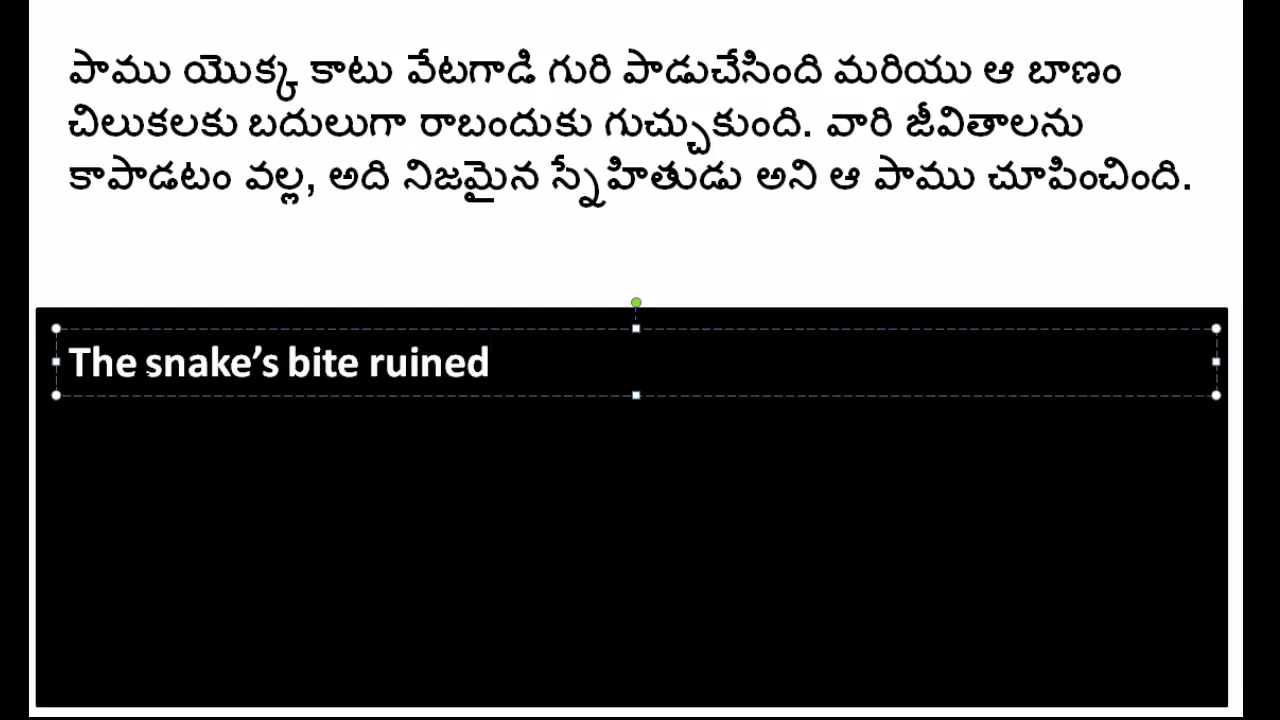 పాము యొక్క కాటు వేటగాడి గురి పాడుచేసింది మరియు ఆ బాణం
చిలుకలకు బదులుగా రాబందుకు గుచ్చుకుంది. వారి జీవితాలను
కాపాడటం వల్ల, అది నిజమైన స్నేహితుడు అని ఆ పాము చూపించింది.
The snake’s bite ruined